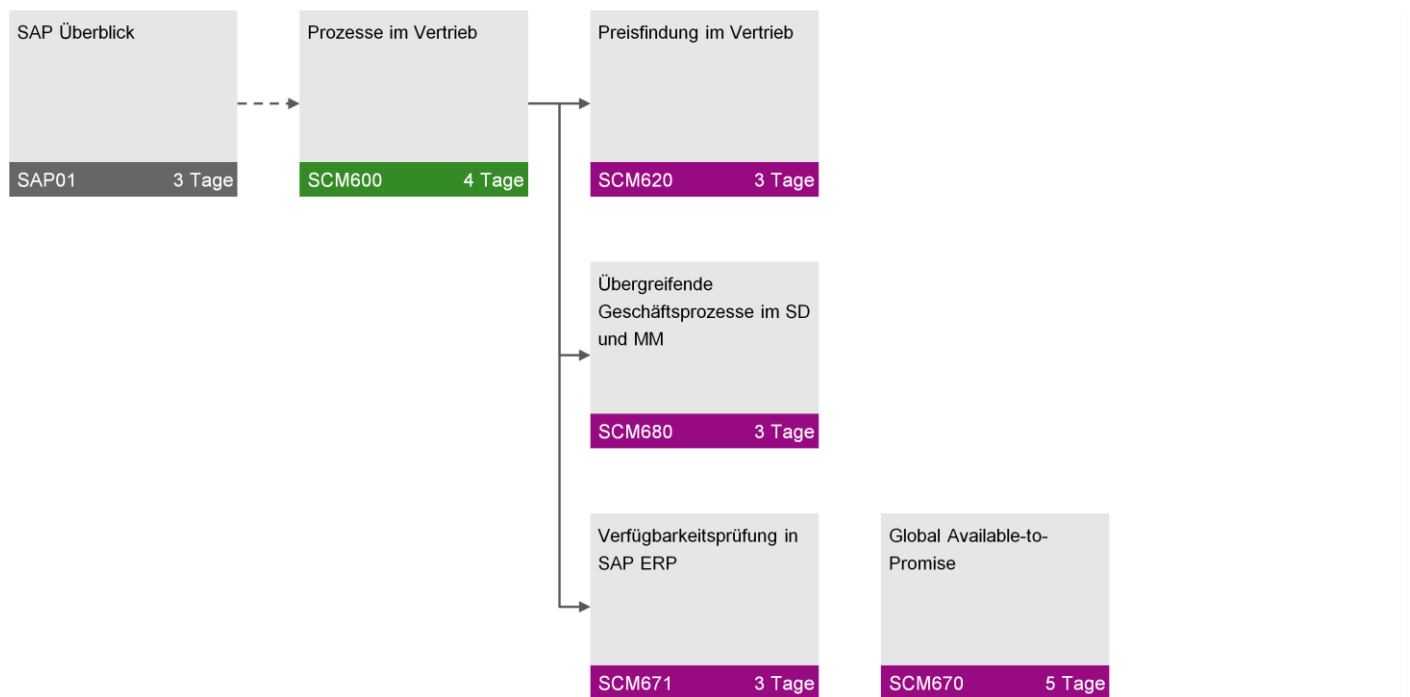 SAP Überblick
SAP01 3 Tage
Prozesse im Vertrieb
SCM600 4 Tage
Preisfindung im Vertrieb
SCM620 3 Tage
Übergreifende
Geschäftsprozesse im SD
und MM
SCM680 3 Tage
Verfügbarkeitsprüfung in
SAP ERP
SCM671 3 Tage
Global Available-to-
Promise
SCM670 5 Tage